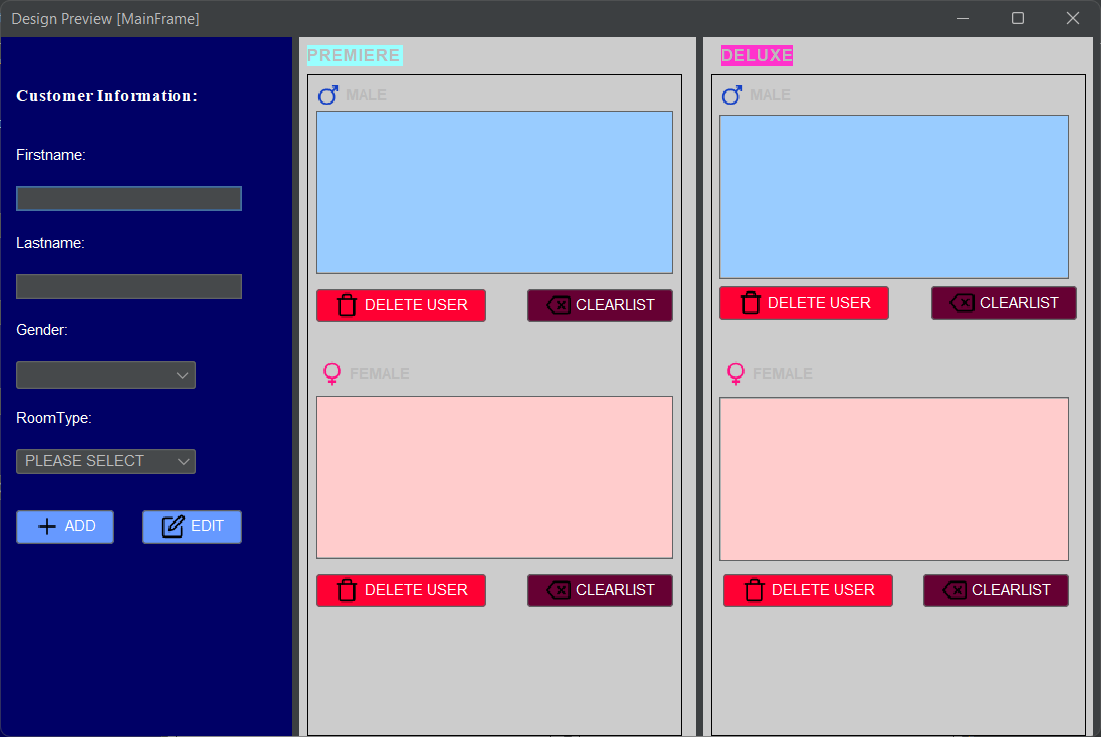 Design Preview [MainFrame]
Customer Information:
Firstname:
Lastname:
Gender:
RoomType:
PLEASE SELECT
ADD
EDIT
PREMIERE
MALE
DELETE USER
CLEARLIST
FEMALE
DELETE USER
CLEARLIST
DELUXE
MALE
DELETE USER
CLEARLIST
FEMALE
DELETE USER
CLEARLIST